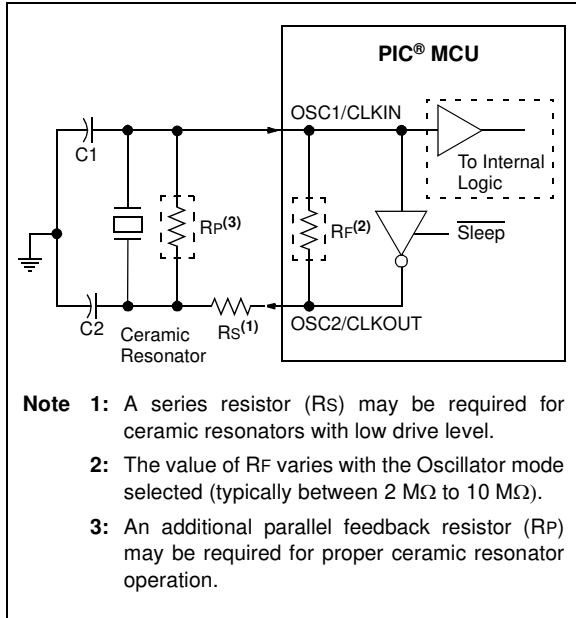 PIC® MCU
OSC1/CLKIN
C1
To Internal
Logic
RP(3)
RF(2)
Sleep
C2
Ceramic
Resonator
RS(1)
OSC2/CLKOUT
Note 1: A series resistor (RS) may be required for
ceramic resonators with low drive level.
2: The value of RF varies with the Oscillator mode
selected (typically between 2 MΩ to 10 MΩ).
3: An additional parallel feedback resistor (RP)
may be required for proper ceramic resonator
operation.